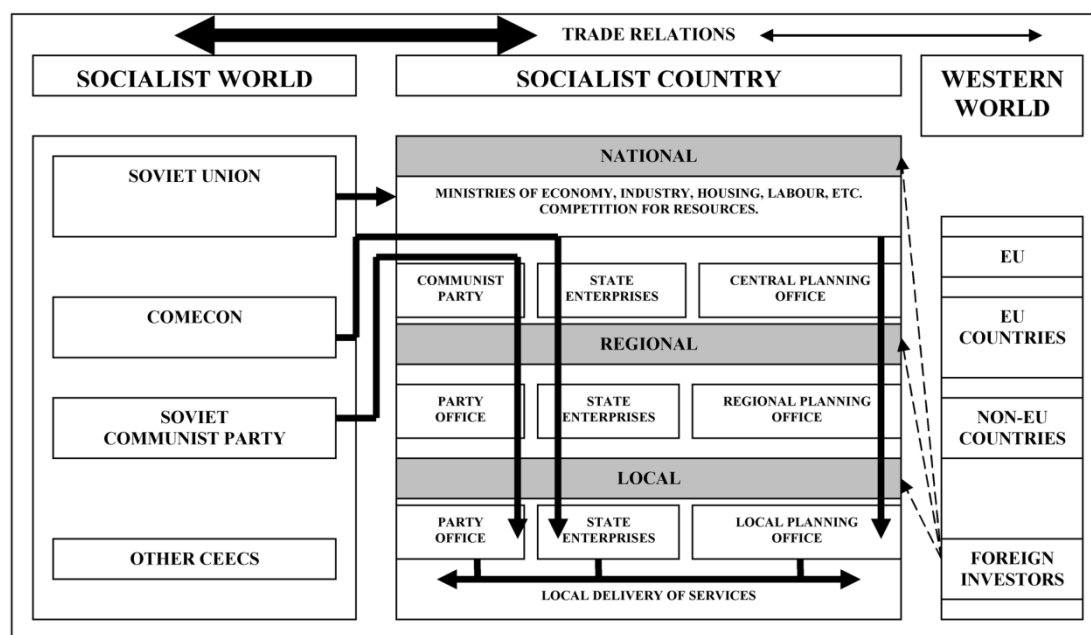 TRADE RELATIONS
SOCIALIST WORLD
SOCIALIST COUNTRY
WESTERN
WORLD
SOVIET UNION
COMECON
SOVIET
COMMUNIST PARTY
OTHER CEECS
NATIONAL
MINISTRIES OF ECONOMY, INDUSTRY, HOUSING, LABOUR, ETC.
COMPETITION FOR RESOURCES.
COMMUNIST
PARTY
STATE
ENTERPRISES
CENTRAL PLANNING
OFFICE
REGIONAL
PARTY
OFFICE
STATE
ENTERPRISES
REGIONAL PLANNING
OFFICE
LOCAL
PARTY
OFFICE
STATE
ENTERPRISES
LOCAL PLANNING
OFFICE
LOCAL DELIVERY OF SERVICES
EU
EU
COUNTRIES
NON-EU
COUNTRIES
FOREIGN
INVESTORS